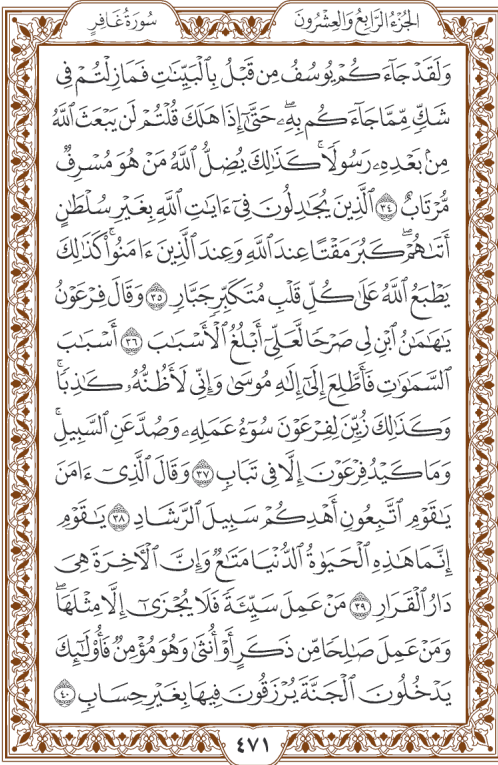 الجُزْءُ الرَّابِعُ وَالعِشْرُونَ
سُورَةُ غَافِرٍ
وَلَقَدْ جَآءَكُمْ يُوسُفُ مِن قَبْلُ بِالْبَيِّنَٰتِ فَمَا زِلْتُمْ فِى
شَكٍّ مِّمَّا جَآءَكُم بِهِۦۖ حَتَّىٰٓ إِذَا هَلَكَ قُلْتُمْ لَن يَبْعَثَ ٱللَّهُ
مِنۢ بَعْدِهِۦ رَسُولًاۚ كَذَٰلِكَ يُضِلُّ ٱللَّهُ مَنْ هُوَ مُسْرِفٌ
مُّرْتَابٌ ٣٤ ٱلَّذِينَ يُجَٰدِلُونَ فِىٓ ءَايَٰتِ ٱللَّهِ بِغَيْرِ سُلْطَٰنٍ
أَتَىٰهُمْۖ كَبُرَ مَقْتًا عِندَ ٱللَّهِ وَعِندَ ٱلَّذِينَ ءَامَنُوا۟ۚ كَذَٰلِكَ
يَطْبَعُ ٱللَّهُ عَلَىٰ كُلِّ قَلْبِ مُتَكَبِّرٍ جَبَّارٍ ٣٥ وَقَالَ فِرْعَوْنُ
يَٰهَٰمَٰنُ ٱبْنِ لِى صَرْحًا لَّعَلِّىٓ أَبْلُغُ ٱلْأَسْبَٰبَ ٣٦ أَسْبَٰبَ
ٱلسَّمَٰوَٰتِ فَأَطَّلِعَ إِلَىٰٓ إِلَٰهِ مُوسَىٰ وَإِنِّى لَأَظُنُّهُۥ كَٰذِبًاۚ
وَكَذَٰلِكَ زُيِّنَ لِفِرْعَوْنَ سُوٓءُ عَمَلِهِۦ وَصُدَّ عَنِ ٱلسَّبِيلِۚ
وَمَا كَيْدُ فِرْعَوْنَ إِلَّا فِى تَبَابٍ ٣٧ وَقَالَ ٱلَّذِىٓ ءَامَنَ
يَٰقَوْمِ ٱتَّبِعُونِ أَهْدِكُمْ سَبِيلَ ٱلرَّشَادِ ٣٨ يَٰقَوْمِ
إِنَّمَا هَٰذِهِ ٱلْحَيَوٰةُ ٱلدُّنْيَا مَتَٰعٌ وَإِنَّ ٱلْءَاخِرَةَ هِىَ
دَارُ ٱلْقَرَارِ ٣٩ مَنْ عَمِلَ سَيِّئَةً فَلَا يُجْزَىٰٓ إِلَّا مِثْلَهَاۖ
وَمَنْ عَمِلَ صَٰلِحًا مِّن ذَكَرٍ أَوْ أُنثَىٰ وَهُوَ مُؤْمِنٌ فَأُو۟لَٰٓئِكَ
يَدْخُلُونَ ٱلْجَنَّةَ يُرْزَقُونَ فِيهَا بِغَيْرِ حِسَابٍ ٤٠
٤٧١